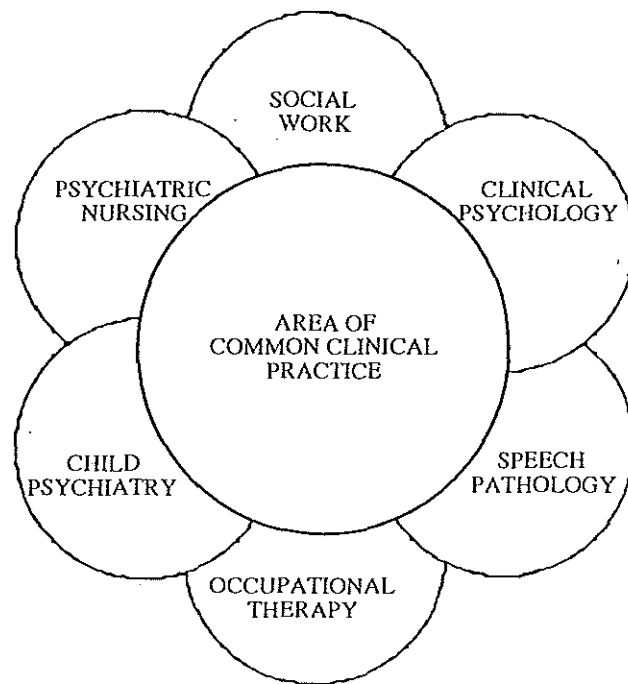 SOCIAL
WORK
PSYCHIATRIC
NURSING
CLINICAL
PSYCHOLOGY
AREA OF
COMMON CLINICAL
PRACTICE
CHILD
PSYCHIATRY
SPEECH
PATHOLOGY
OCCUPATIONAL
THERAPY